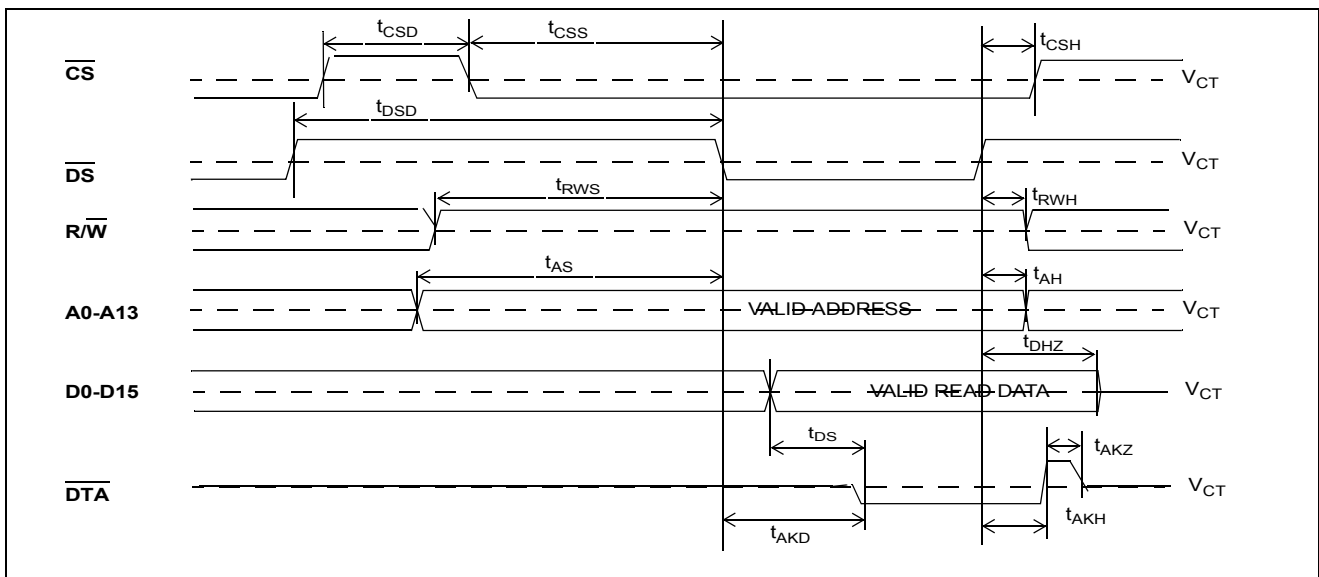 tCSD
tCSS
tCSH
CS
VCT
tDSD
DS
VCT
tRWS
tRWH
R/W
VCT
tAS
tAH
A0-A13
VALID ADDRESS
VCT
tDHZ
D0-D15
VALID READ DATA
VCT
tDS
tAKZ
DTA
VCT
tAKD
tAKH